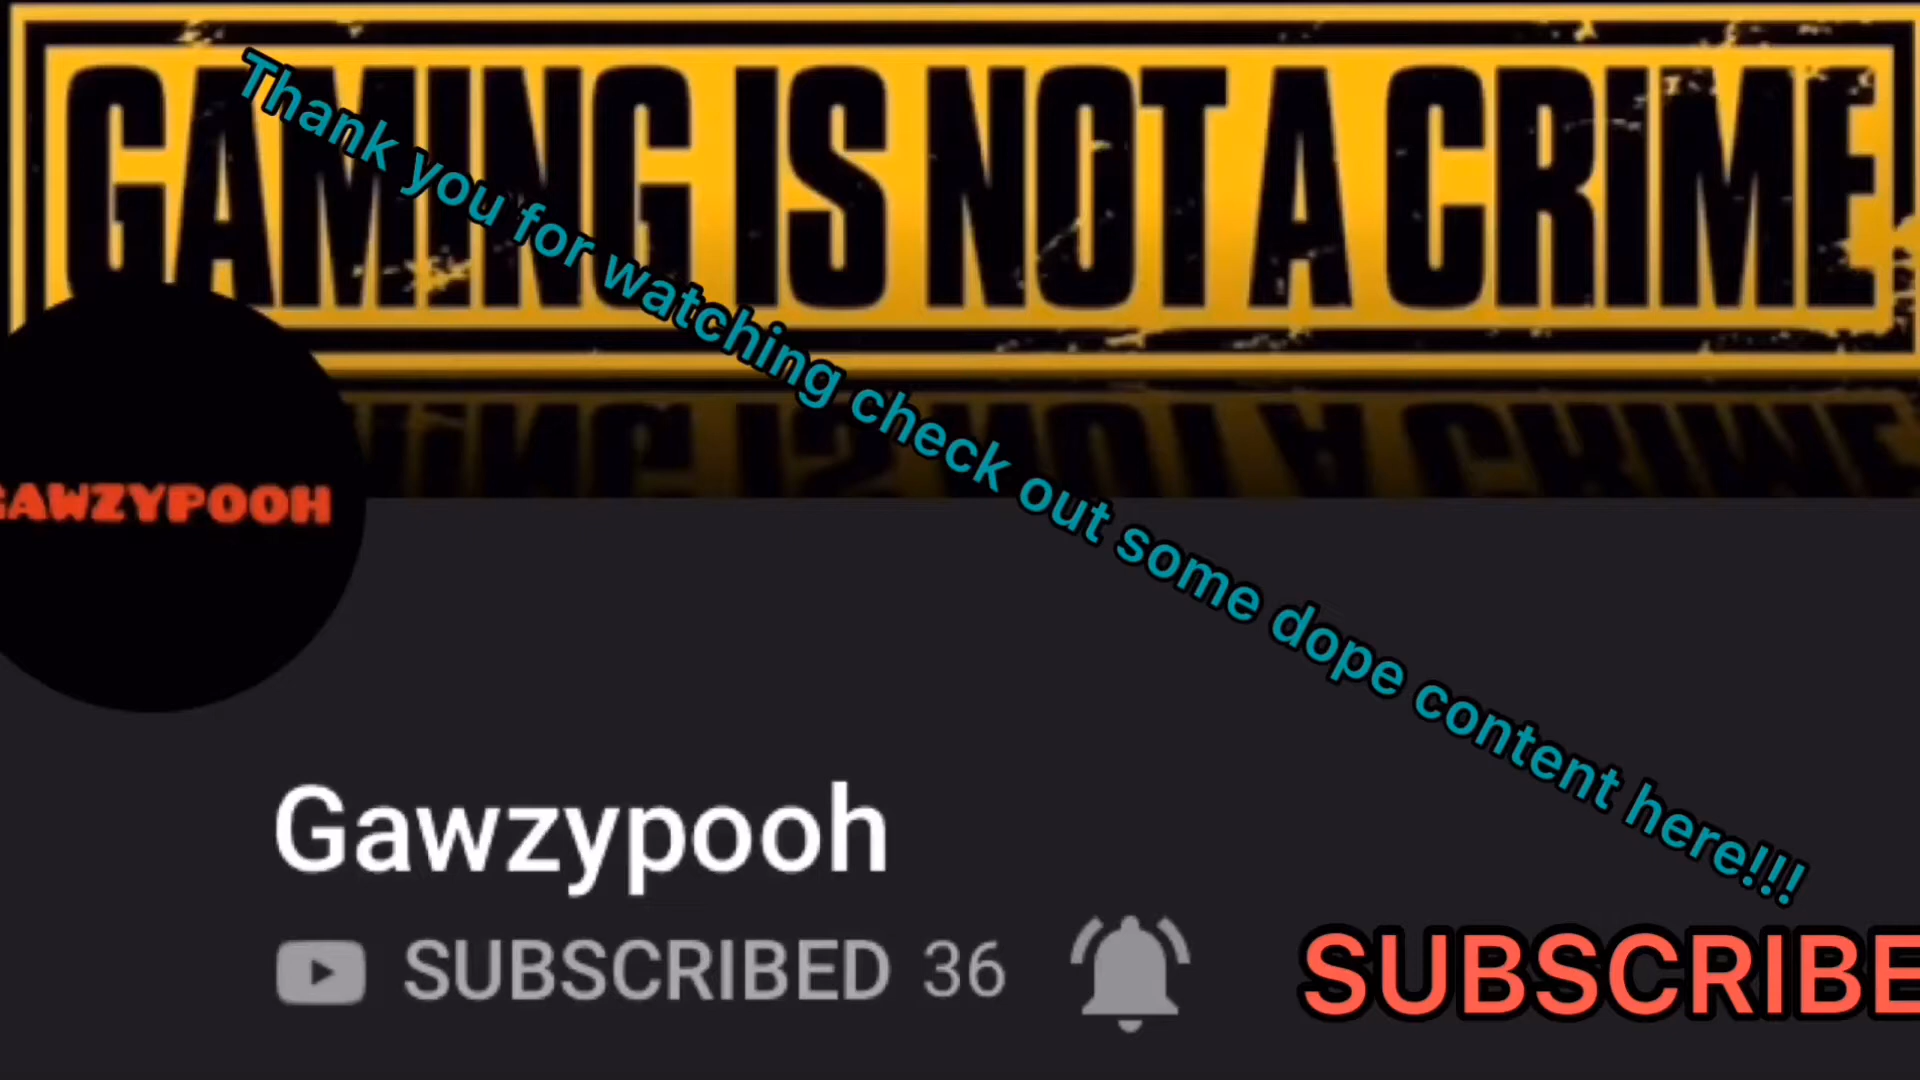 GAMING IS NOT A CRIME
Thank you for watching check out some dope content here!!!
GAWZYPOOH
Gawzypooh
SUBSCRIBED 36
SUBSCRIBE